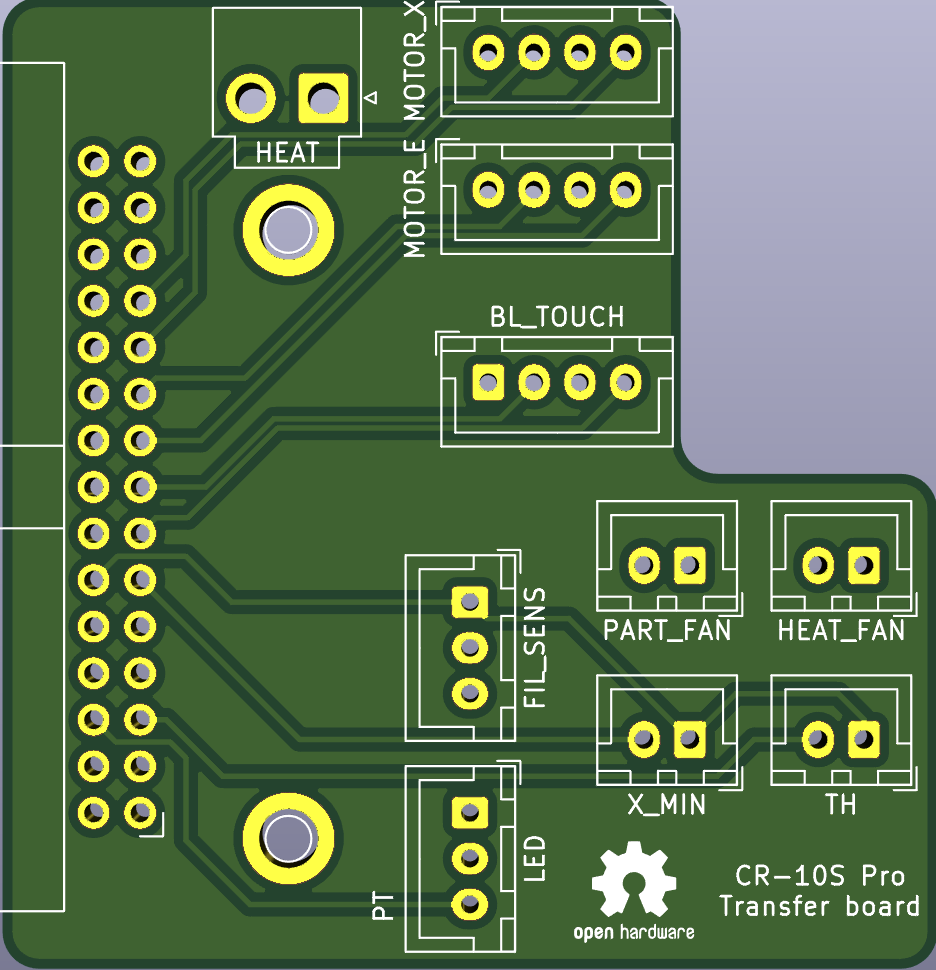 MOTOR_X
HEAT
MOTOR_E
BL_TOUCH
FIL_SENS
PART_FAN
HEAT_FAN
X_MIN
TH
LED
PT
CR-10S Pro
Transfer board
open hardware